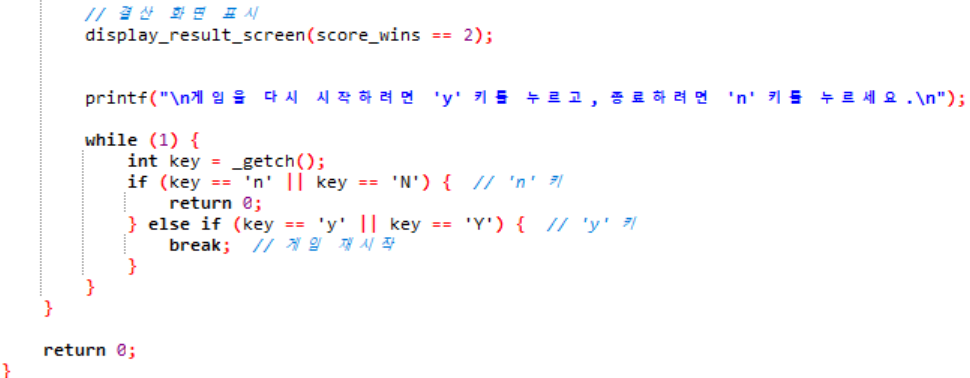 // 결산 화면 표시
display_result_screen(score_wins == 2);
printf("\n게임을 다시 시작하려면 'y' 키를 누르고, 종료하려면 'n' 키를 누르세요.\n");
while (1) {
int key = _getch();
if (key == 'n' || key == 'N') { // 'n' 키
return 0;
} else if (key == 'y' || key == 'Y') { // 'y' 키
break; // 게임 재시작
}
}
}
return 0;
}